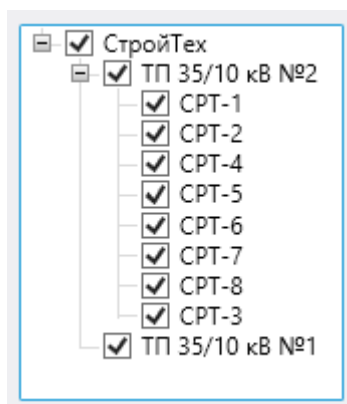 СтройТех
ТП 35/10 кВ №2
СРТ-1
СРТ-2
СРТ-4
СРТ-5
СРТ-6
СРТ-7
СРТ-8
СРТ-3
ТП 35/10 кВ №1